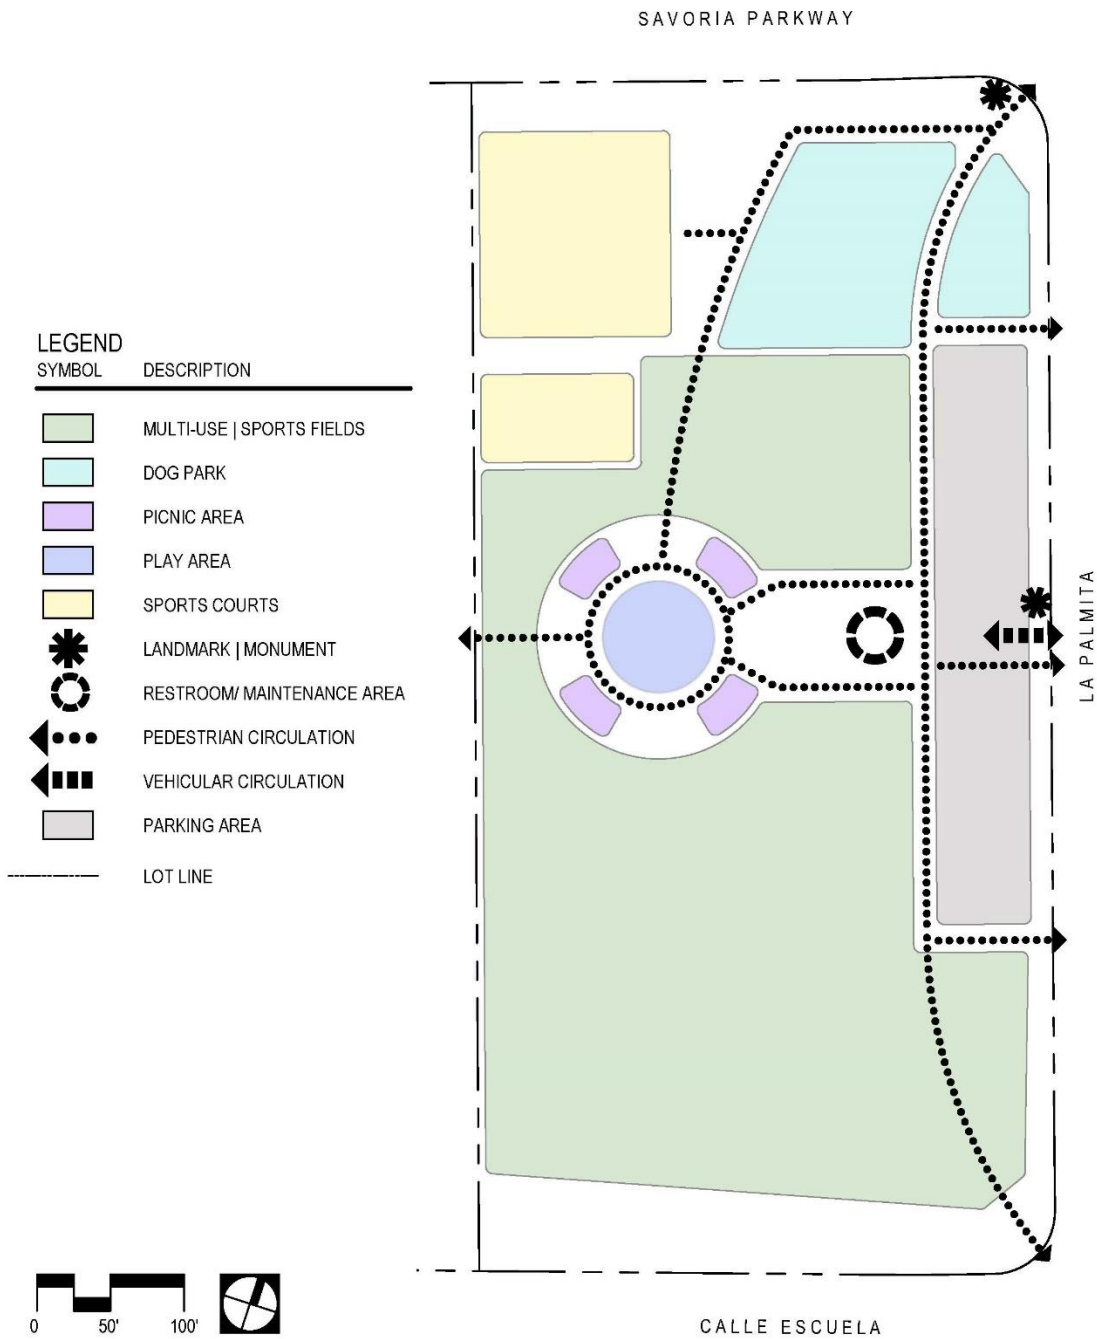 SAVORIA PARKWAY
LEGEND
SYMBOL DESCRIPTION
MULTI-USE | SPORTS FIELDS
DOG PARK
PICNIC AREA
PLAY AREA
SPORTS COURTS
LANDMARK | MONUMENT
RESTROOM/ MAINTENANCE AREA
PEDESTRIAN CIRCULATION
VEHICULAR CIRCULATION
PARKING AREA
LOT LINE
LA PALMITA
0 50' 100'
CALLE ESCUELA